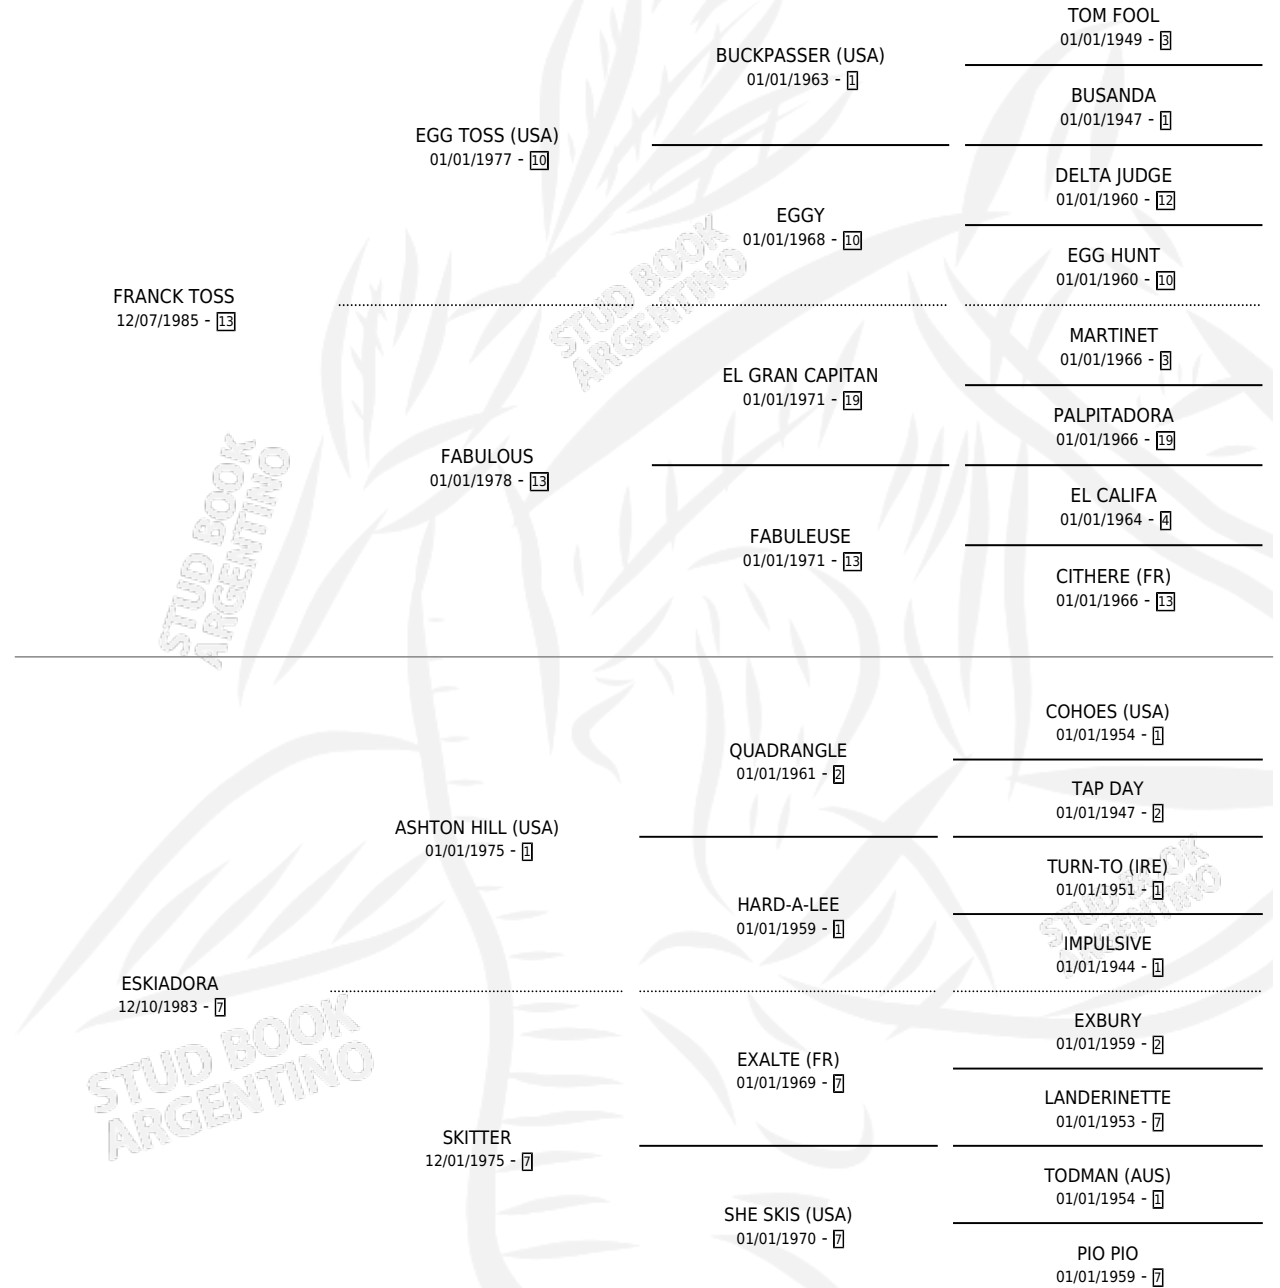 TOM FOOL
01/01/1949 - 3
BUCKPASSER (USA)
01/01/1963 - 1
BUSANDA
01/01/1947 - 1
EGG TOSS (USA)
01/01/1977 - 10
DELTA JUDGE
01/01/1960 - 12
EGGY
01/01/1968 - 10
EGG HUNT
01/01/1960 - 10
FRANCK TOSS
12/07/1985 - 13
MARTINET
01/01/1966 - 3
EL GRAN CAPITAN
01/01/1971 - 19
PALPITADORA
01/01/1966 - 19
FABULOUS
01/01/1978 - 13
EL CALIFA
01/01/1964 - 4
FABULEUSE
01/01/1971 - 13
CITHERE (FR)
01/01/1966 - 13
STUD BOOK
ARGENTINO
STUD BOOK
ARGENTINO
COHOES (USA)
01/01/1954 - 1
QUADRANGLE
01/01/1961 - 2
TAP DAY
01/01/1947 - 2
ASHTON HILL (USA)
01/01/1975 - 1
TURN-TO (IRE)
01/01/1951 - 1
HARD-A-LEE
01/01/1959 - 1
IMPULSIVE
01/01/1944 - 1
ESKIADORA
12/10/1983 - 7
EXBURY
01/01/1959 - 2
EXALTE (FR)
01/01/1969 - 7
LANDERINETTE
01/01/1953 - 7
SKITTER
12/01/1975 - 7
TODMAN (AUS)
01/01/1954 - 1
SHE SKIS (USA)
01/01/1970 - 7
PIO PIO
01/01/1959 - 7
STUD BOOK
ARGENTINO
STUD BOOK
ARGENTINO